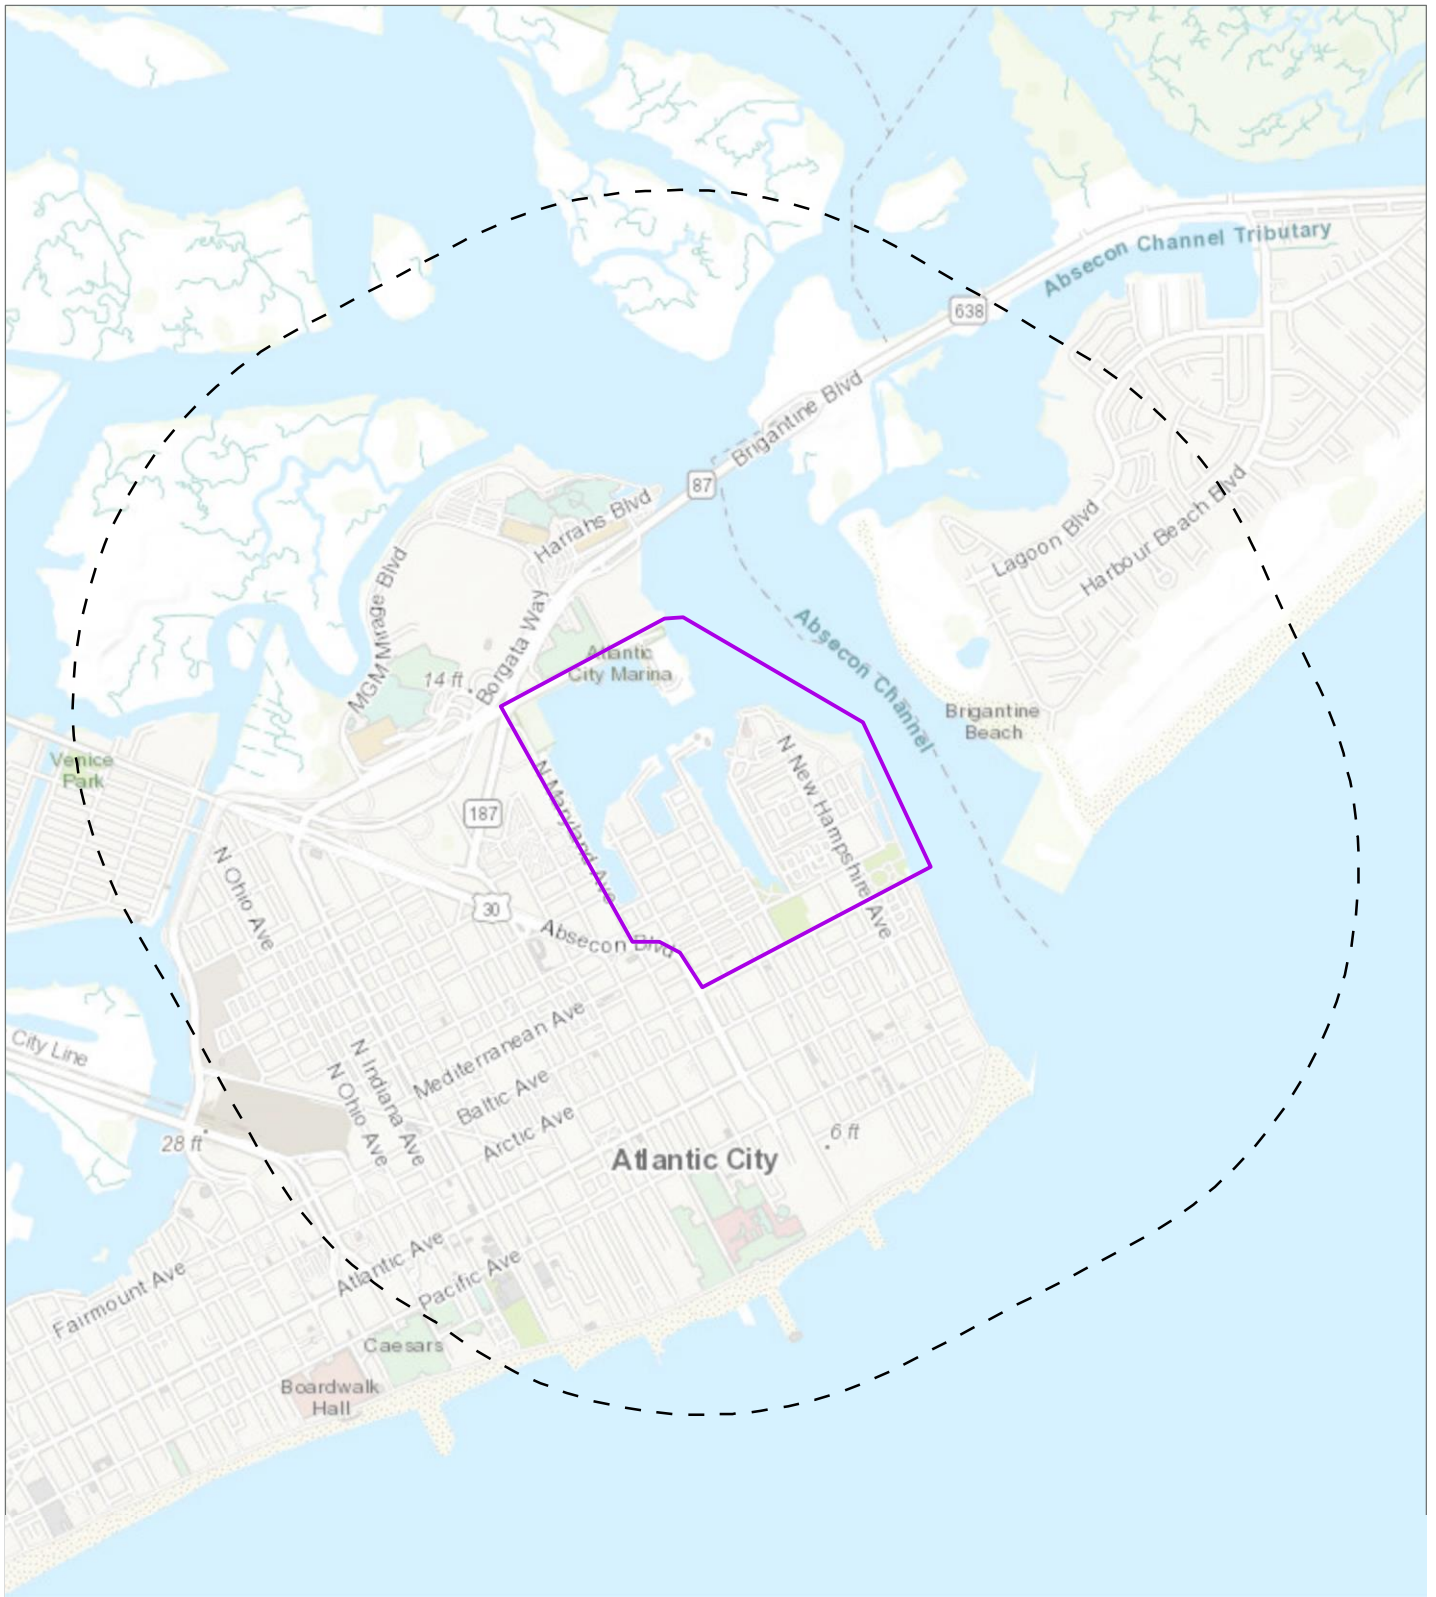 Absecon Channel Tributary
638
Brigantine Blvd
87
Harrahs Blvd
Lagoon Blvd
Harbour Beach Blvd
MGM Mirage Blvd
Borgata Way
Absecon Channel
Atlantic
City Marina
14 ft
Brigantine
Beach
Venice
Park
N Maryland Ave
N New Hampshire Ave
187
N Ohio Ave
30
Absecon Blvd
City Line
Mediterranean Ave
N Indiana Ave
N Ohio Ave
Baltic Ave
Arctic Ave
28 ft
6 ft
Atlantic City
Atlantic Ave
Pacific Ave
Fairmount Ave
Caesars
Boardwalk
Hall